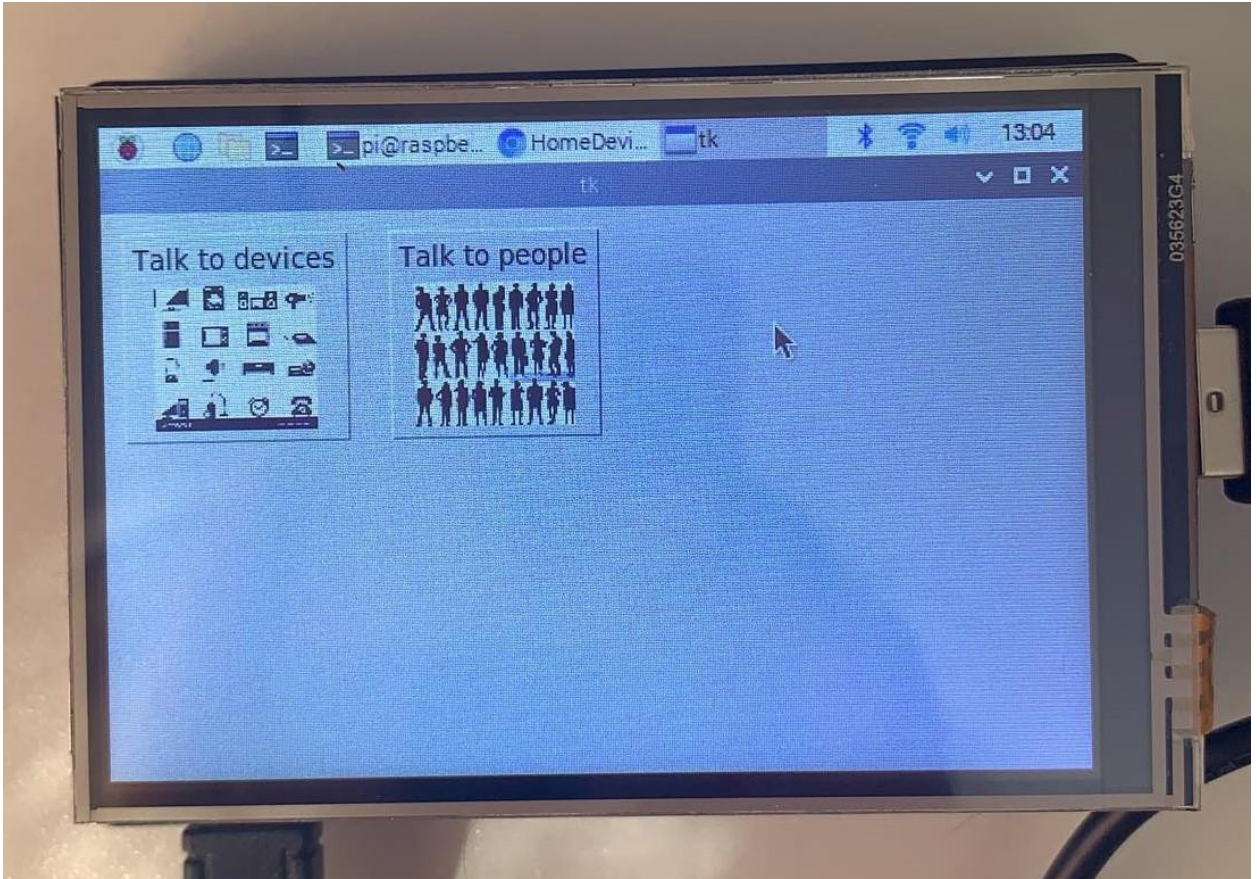 pi@raspbe... HomeDevi... tk 13:04
tk
Talk to devices Talk to people
035623G4